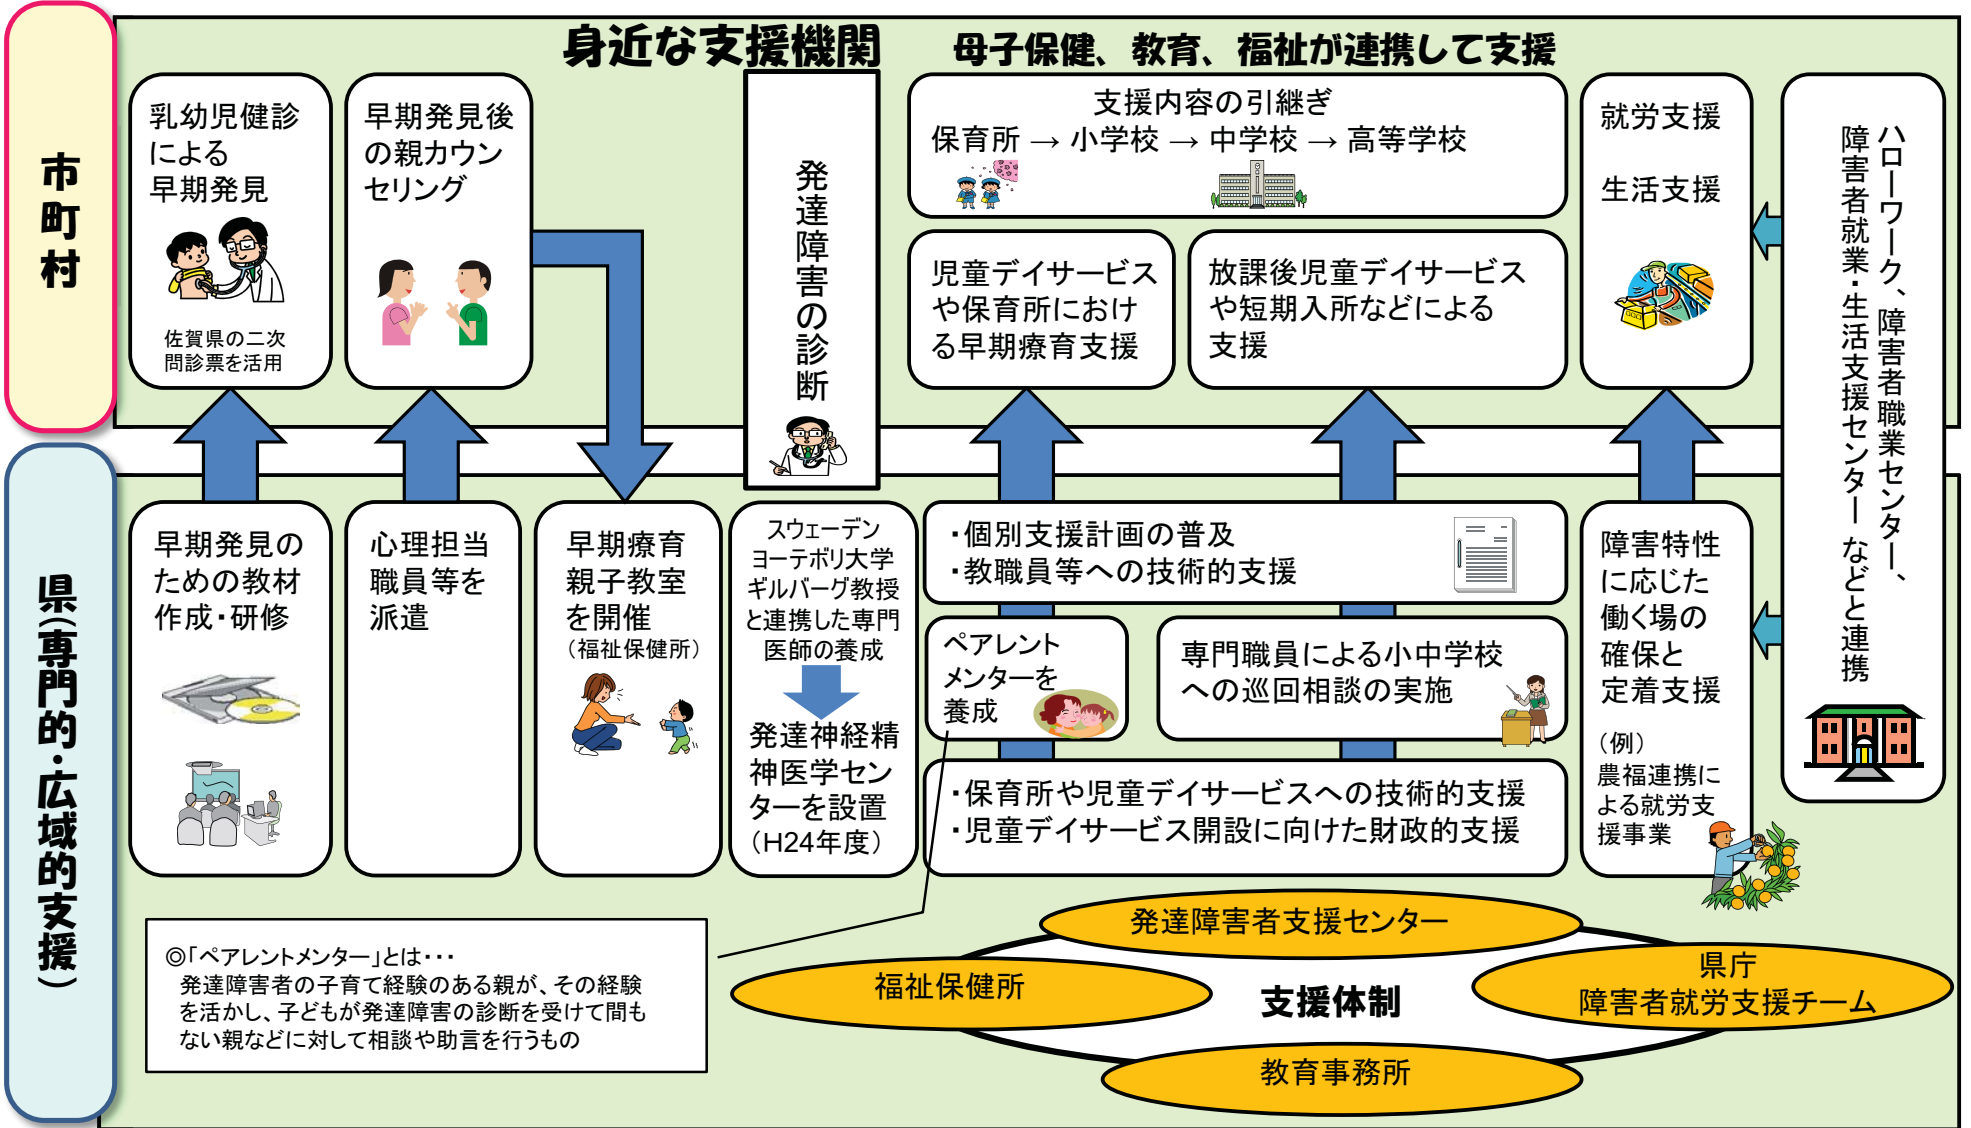 身近な支援機関
母子保健、教育、福祉が連携して支援
市町村
乳幼児健診
による
早期発見
佐賀県の二次
問診票を活用
早期発見後
の親カウン
セリング
発達障害の診断
支援内容の引継ぎ
保育所 → 小学校 → 中学校 → 高等学校
児童デイサービス
や保育所におけ
る早期療育支援
放課後児童デイサービス
や短期入所などによる
支援
就労支援
生活支援
ハローワーク、障害者職業センター、
障害者就業・生活支援センター などと連携
県(専門的・広域的支援)
早期発見の
ための教材
作成・研修
心理担当
職員等を
派遣
早期療育
親子教室
を開催
(福祉保健所)
スウェーデン
ヨーテボリ大学
ギルバーグ教授
と連携した専門
医師の養成
発達神経精
神医学セン
ターを設置
(H24年度)
・個別支援計画の普及
・教職員等への技術的支援
ペアレント
メンターを
養成
専門職員による小中学校
への巡回相談の実施
・保育所や児童デイサービスへの技術的支援
・児童デイサービス開設に向けた財政的支援
障害特性
に応じた
働く場の
確保と
定着支援
(例)
農福連携に
よる就労支
援事業
◎「ペアレントメンター」とは・・・
発達障害者の子育て経験のある親が、その経験
を活かし、子どもが発達障害の診断を受けて間も
ない親などに対して相談や助言を行うもの
発達障害者支援センター
福祉保健所
支援体制
県庁
障害者就労支援チーム
教育事務所